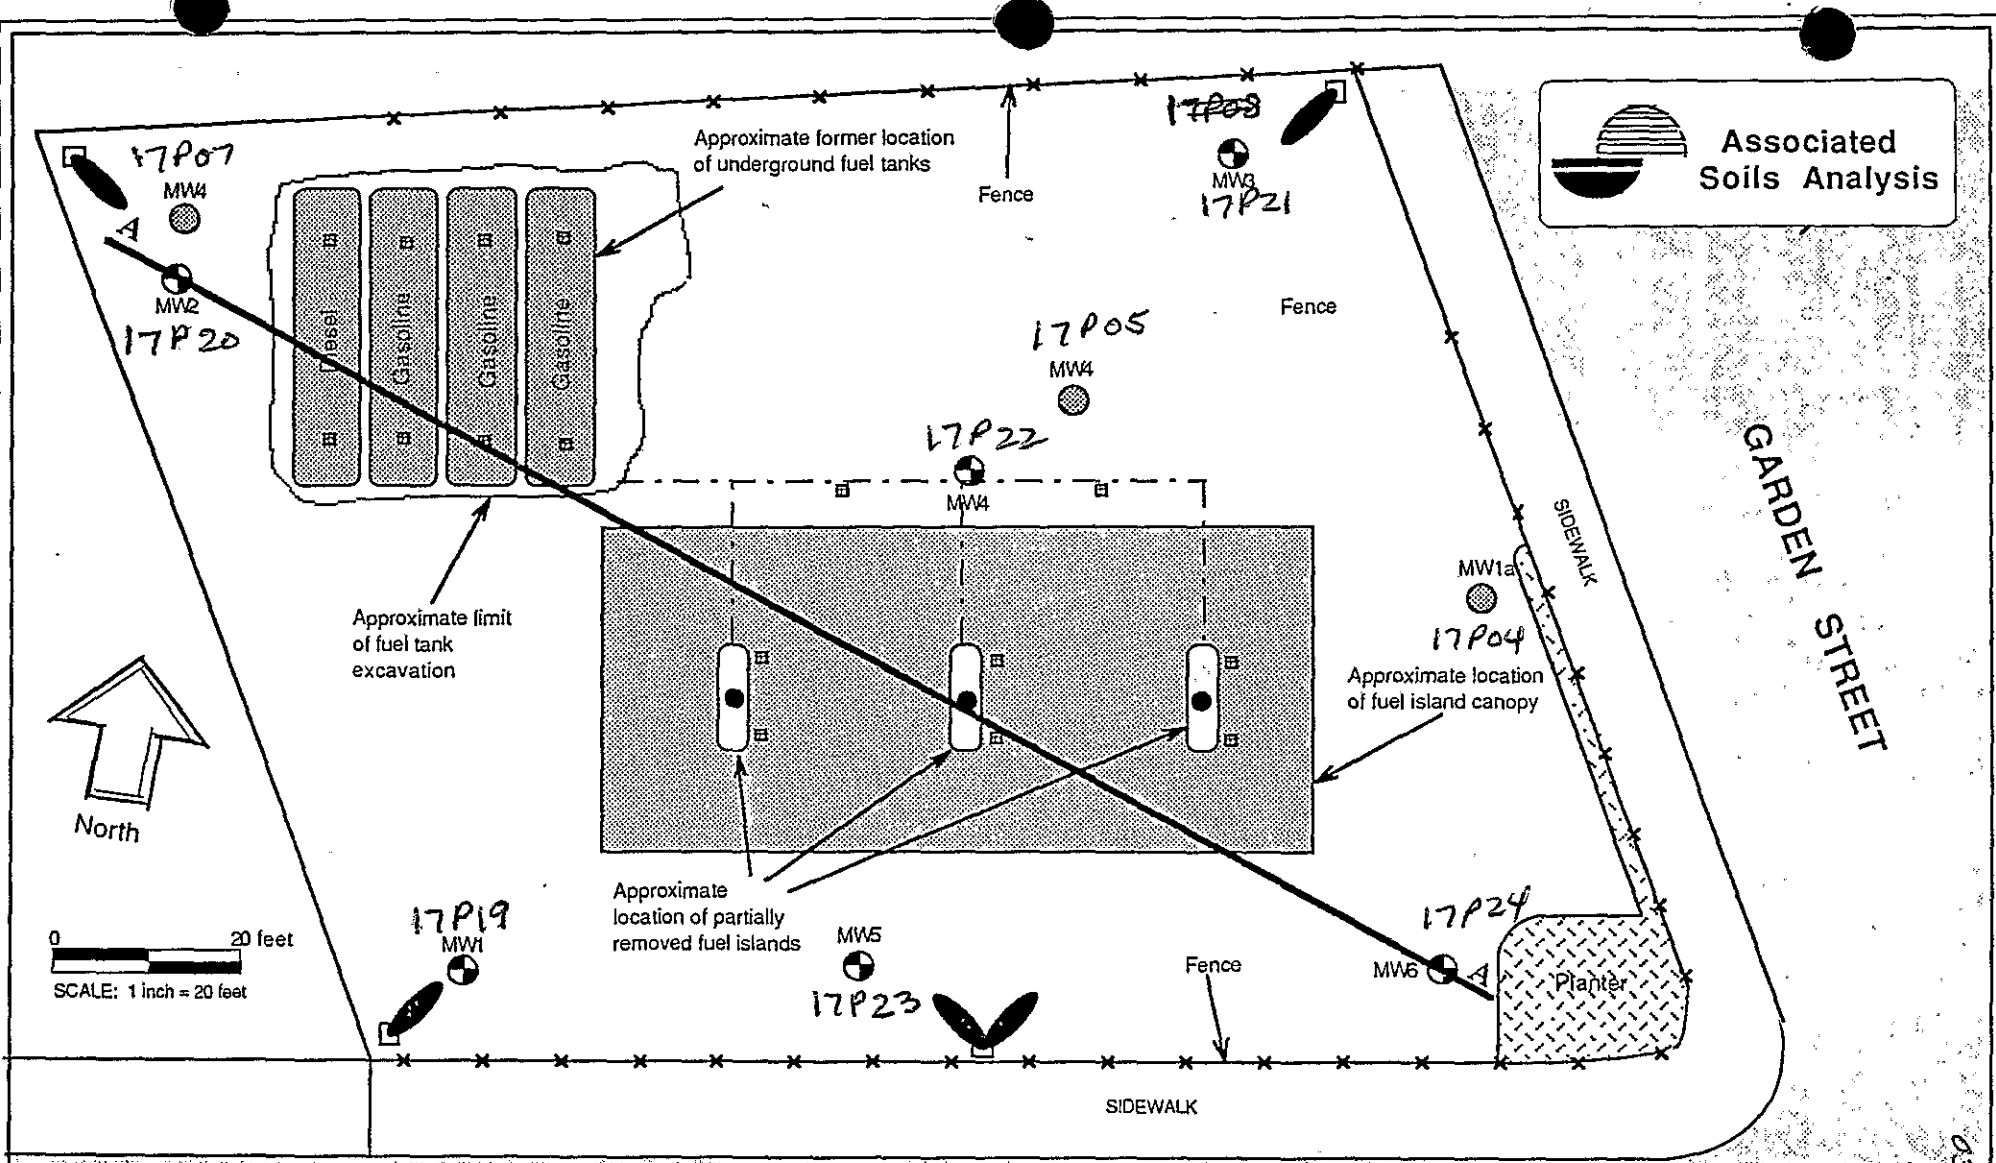 Associated
Soils Analysis
17P08
MW3
17P21
Approximate former location
of underground fuel tanks
Fence
17P07
MW4
A
MW2
17P20
Diesel
Gasoline
Gasoline
Gasoline
Fence
17P05
MW4
17P22
MW4
GARDEN STREET
SIDEWALK
MW1a
17P04
Approximate location
of fuel island canopy
Approximate limit
of fuel tank
excavation
North
0 20 feet
SCALE: 1 inch = 20 feet
17P19
MW1
Approximate
location of partially
removed fuel islands
MW5
17P23
Fence
17P24
MW6
A
Planter
SIDEWALK